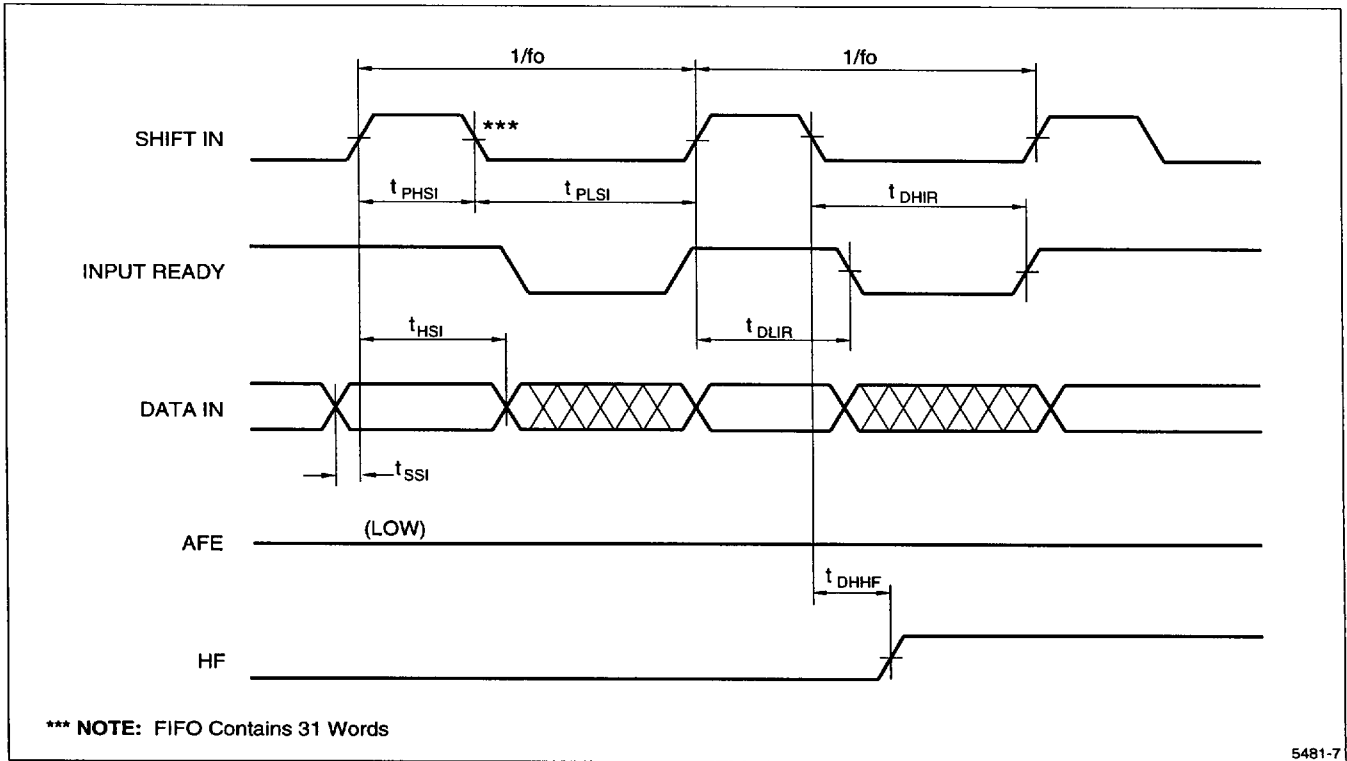 1/fo 1/fo
SHIFT IN
***
t PHSI t PLSI t DHIR
INPUT READY
t HSI t DLIR
DATA IN
t SSI
(LOW)
AFE
t DHHF
HF
*** NOTE: FIFO Contains 31 Words
5481-7